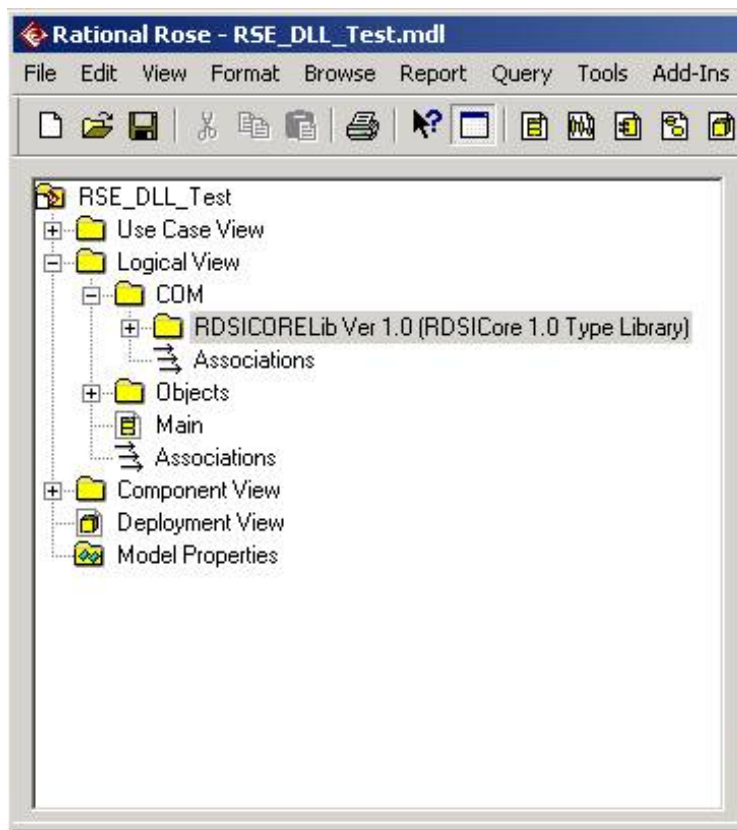 Rational Rose - RSE_DLL_Test.mdl
File Edit View Format Browse Report Query Tools Add-Ins
RSE_DLL_Test
Use Case View
Logical View
COM
RDSICORELib Ver 1.0 (RDSICore 1.0 Type Library)
Associations
Objects
Main
Associations
Component View
Deployment View
Model Properties